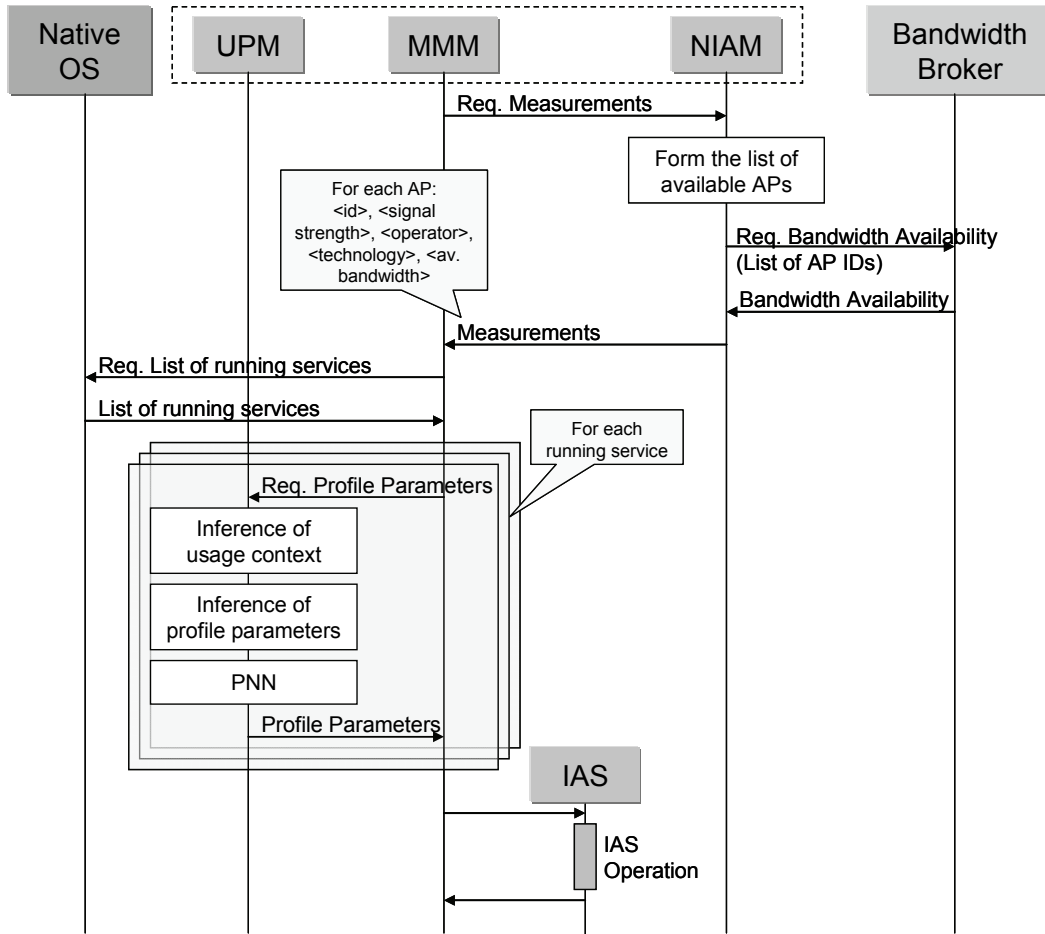 Native
OS
UPM
MMM
NIAM
Bandwidth
Broker
Req. Measurements
Form the list of
available APs
For each AP:
<id>, <signal
strength>, <operator>,
<technology>, <av.
bandwidth>
Req. Bandwidth Availability
(List of AP IDs)
Bandwidth Availability
Measurements
Req. List of running services
List of running services
For each
running service
Req. Profile Parameters
Inference of
usage context
Inference of
profile parameters
PNN
Profile Parameters
IAS
IAS
Operation